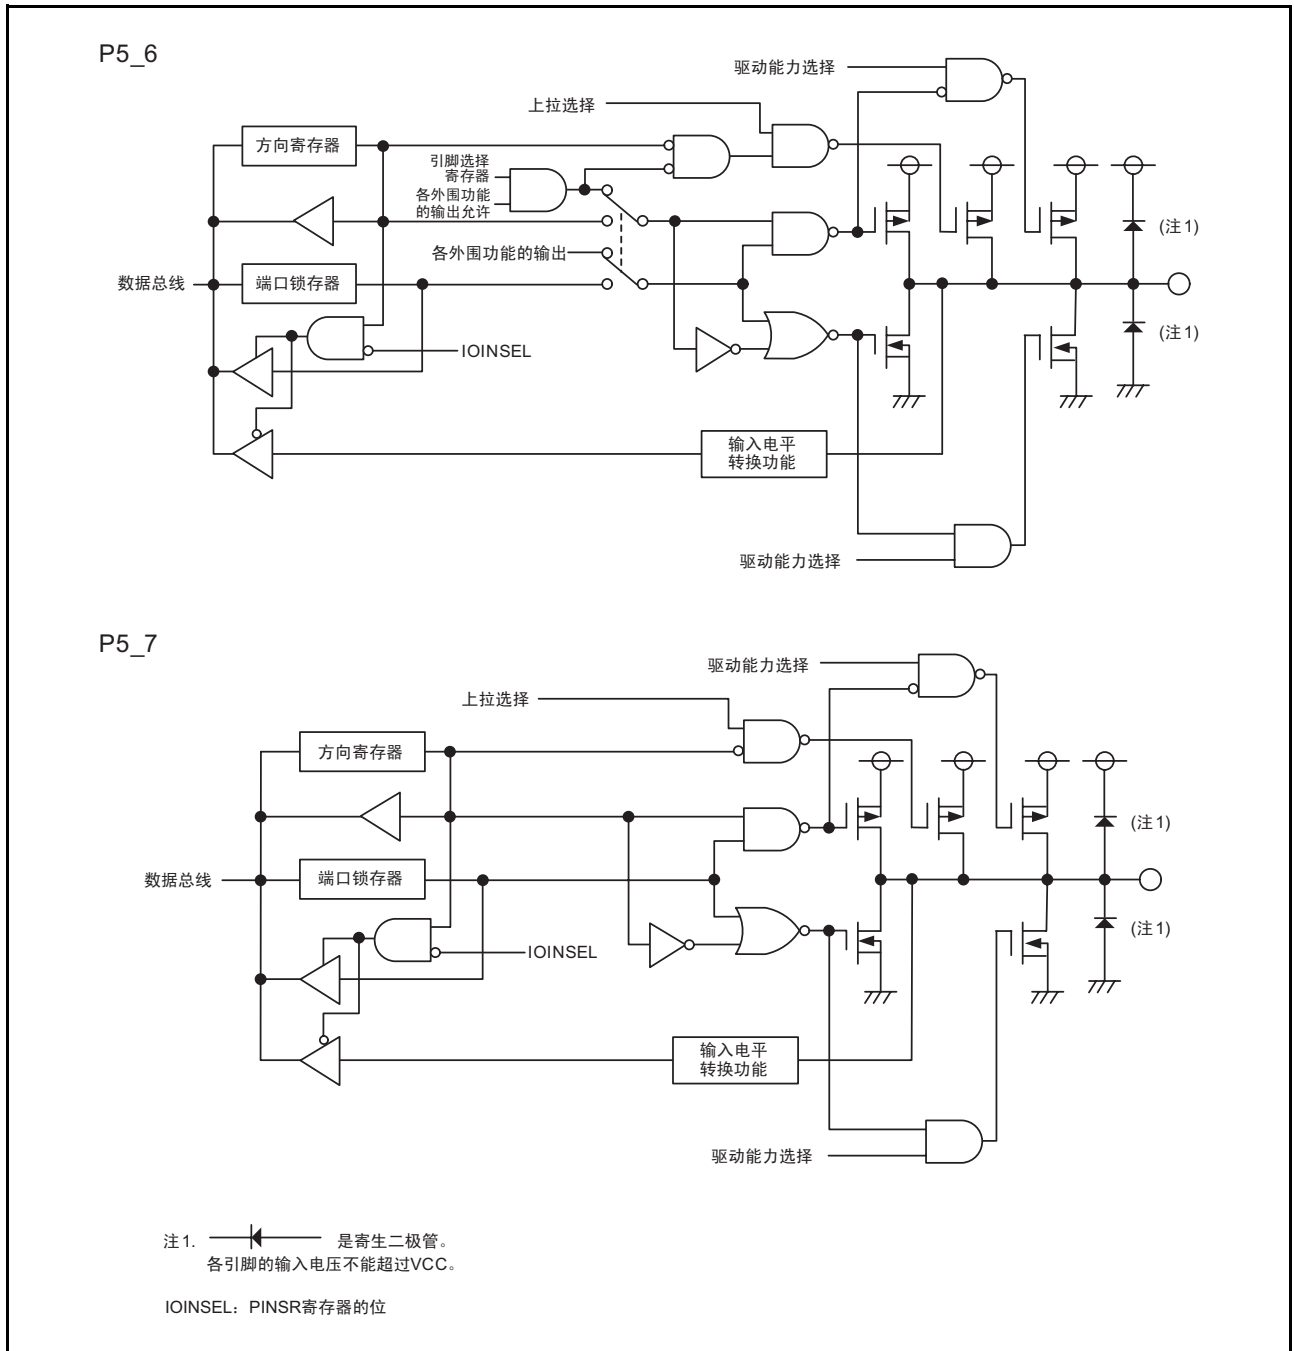 P5_6
驱动能力选择
上拉选择
方向寄存器
引脚选择
寄存器
各外围功能
的输出允许
(注1)
各外围功能的输出
数据总线
端口锁存器
(注1)
IOINSEL
输入电平
转换功能
驱动能力选择
P5_7
驱动能力选择
上拉选择
方向寄存器
(注1)
数据总线
端口锁存器
(注1)
IOINSEL
输入电平
转换功能
驱动能力选择
注1. 是寄生二极管。
各引脚的输入电压不能超过VCC。
IOINSEL：PINSR寄存器的位